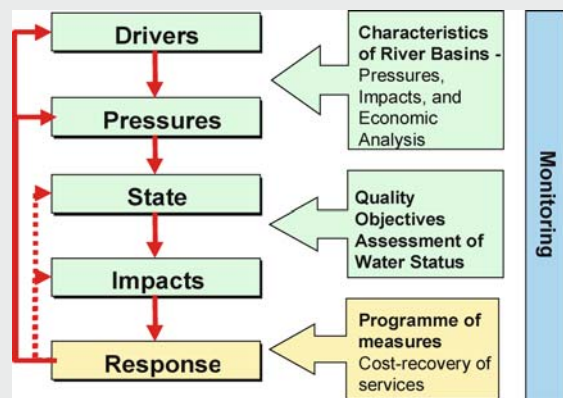 Drivers
Pressures
State
Impacts
Response
Characteristics
of River Basins -
Pressures,
Impacts, and
Economic
Analysis
Quality
Objectives
Assessment of
Water Status
Programme of
measures
Cost-recovery of
services
Monitoring